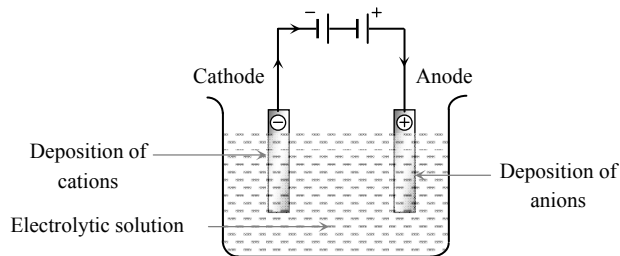 − +
Cathode
Anode
− +
Deposition of
cations
Deposition of
anions
Electrolytic solution